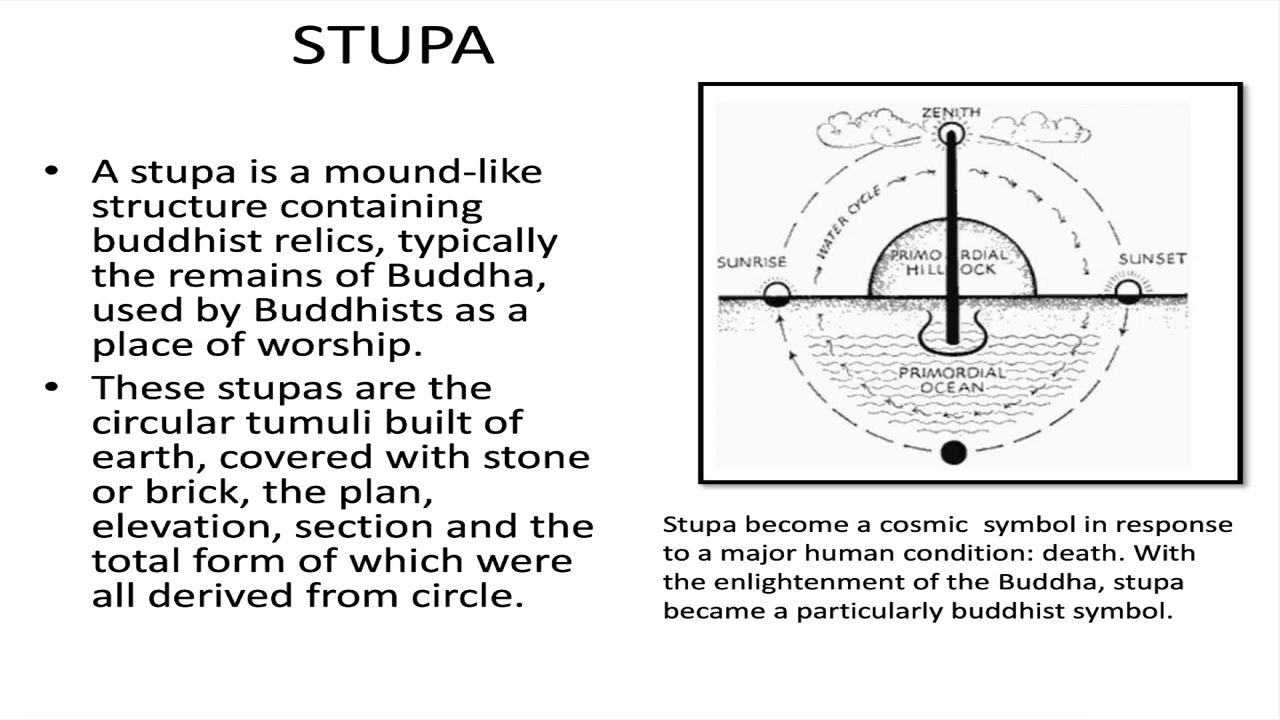 STUPA
• A stupa is a mound-like
structure containing
buddhist relics, typically
the remains of Buddha,
used by Buddhists as a
place of worship.
• These stupas are the
circular tumuli built of
earth, covered with stone
or brick, the plan,
elevation, section and the
total form of which were
all derived from circle.
ZENITH
WATER CYCLE
SUNRISE
PRIMORDIAL
HILLOCK
SUNSET
PRIMORDIAL
OCEAN
Stupa become a cosmic symbol in response
to a major human condition: death. With
the enlightenment of the Buddha, stupa
became a particularly buddhist symbol.